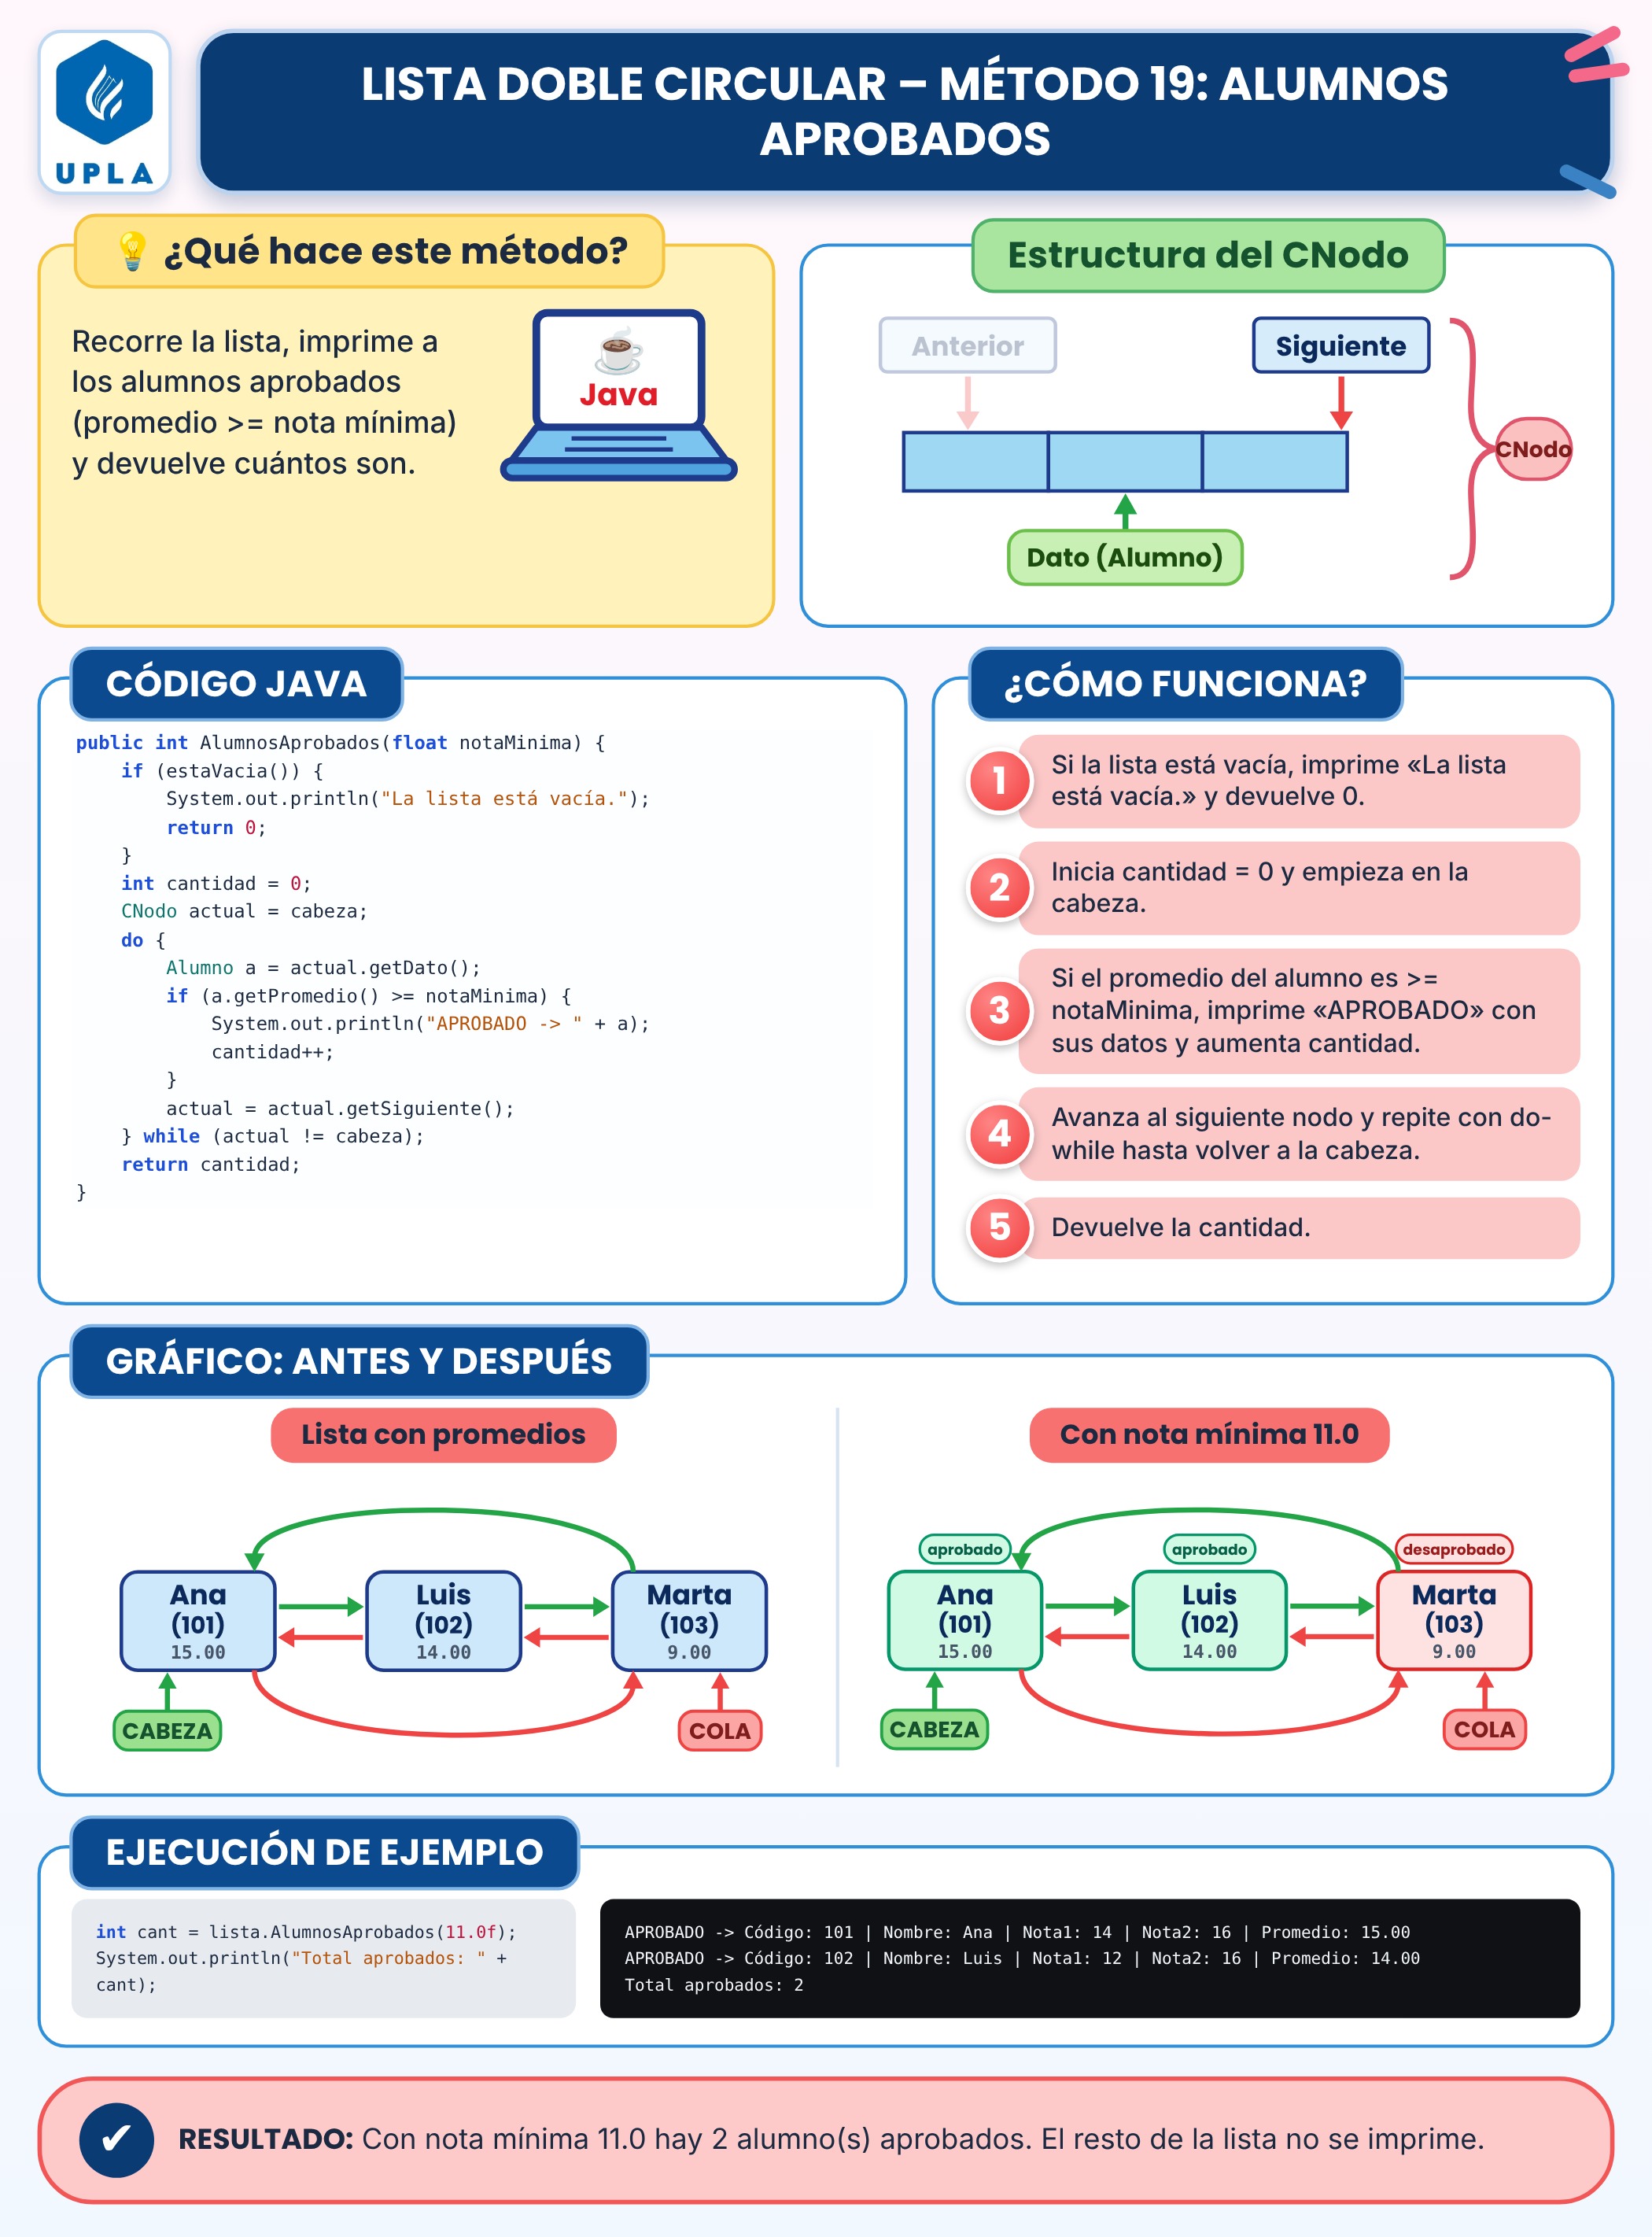 UPLA
LISTA DOBLE CIRCULAR – MÉTODO 19: ALUMNOS
APROBADOS
💡 ¿Qué hace este método?
Recorre la lista, imprime a
los alumnos aprobados
(promedio >= nota mínima)
y devuelve cuántos son.
Java
Estructura del CNodo
Anterior
Siguiente
CNodo
Dato (Alumno)
CÓDIGO JAVA
public int AlumnosAprobados(float notaMinima) {
    if (estaVacia()) {
        System.out.println("La lista está vacía.");
        return 0;
    }
    int cantidad = 0;
    CNodo actual = cabeza;
    do {
        Alumno a = actual.getDato();
        if (a.getPromedio() >= notaMinima) {
            System.out.println("APROBADO -> " + a);
            cantidad++;
        }
        actual = actual.getSiguiente();
    } while (actual != cabeza);
    return cantidad;
}
¿CÓMO FUNCIONA?
1
Si la lista está vacía, imprime «La lista
está vacía.» y devuelve 0.
2
Inicia cantidad = 0 y empieza en la
cabeza.
3
Si el promedio del alumno es >=
notaMinima, imprime «APROBADO» con
sus datos y aumenta cantidad.
4
Avanza al siguiente nodo y repite con do-
while hasta volver a la cabeza.
5
Devuelve la cantidad.
GRÁFICO: ANTES Y DESPUÉS
Lista con promedios
Ana
(101)
15.00
Luis
(102)
14.00
Marta
(103)
9.00
CABEZA
COLA
Con nota mínima 11.0
aprobado
aprobado
desaprobado
Ana
(101)
15.00
Luis
(102)
14.00
Marta
(103)
9.00
CABEZA
COLA
EJECUCIÓN DE EJEMPLO
int cant = lista.AlumnosAprobados(11.0f);
System.out.println("Total aprobados: " +
cant);
APROBADO -> Código: 101 | Nombre: Ana | Nota1: 14 | Nota2: 16 | Promedio: 15.00
APROBADO -> Código: 102 | Nombre: Luis | Nota1: 12 | Nota2: 16 | Promedio: 14.00
Total aprobados: 2
✔ RESULTADO: Con nota mínima 11.0 hay 2 alumno(s) aprobados. El resto de la lista no se imprime.